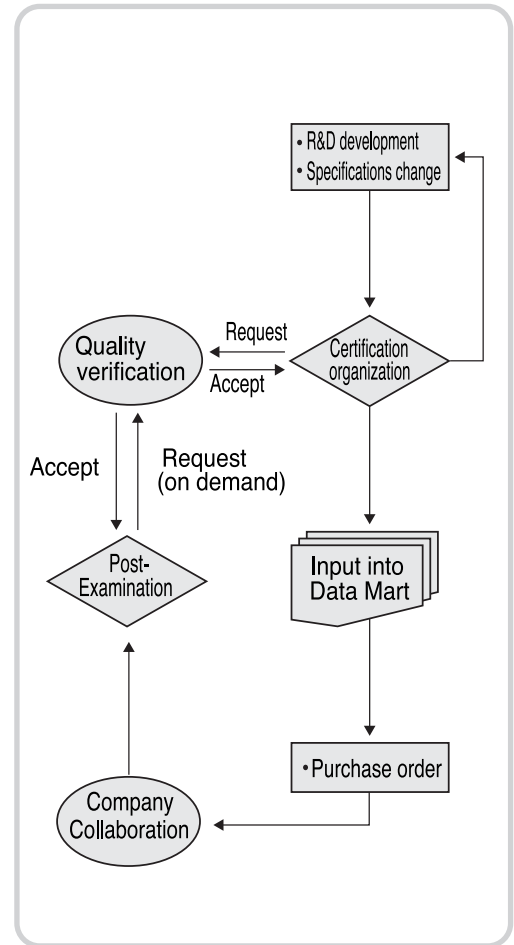 • R&D development
• Specifications change
Request
Quality
verification
Certification
organization
Accept
Accept
Request
(on demand)
Post-
Examination
Input into
Data Mart
•Purchase order
Company
Collaboration